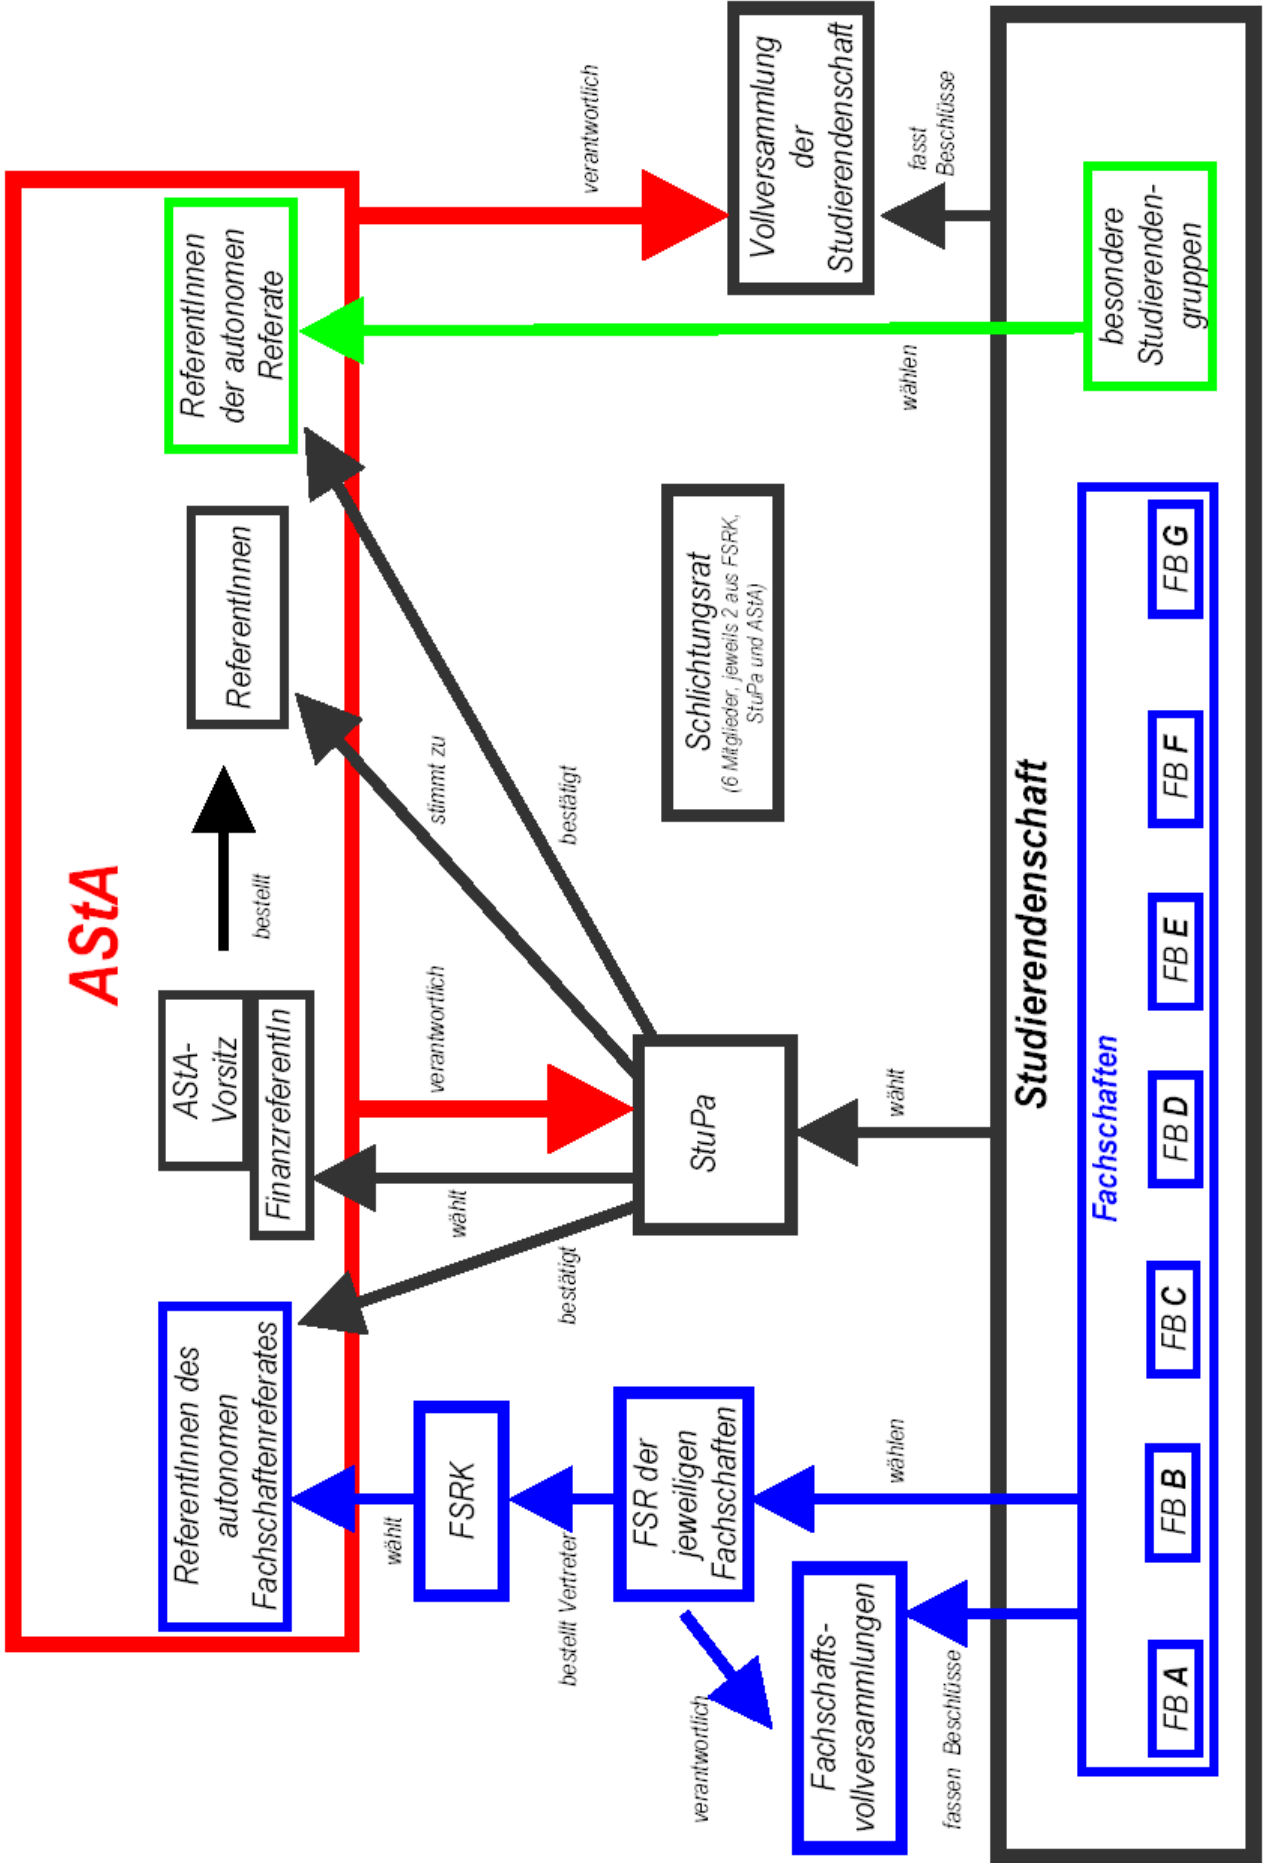 AStA
ReferentInnen des
autonomen
Fachschaftenreferates
AStA-
Vorsitz
FinanzreferentIn
bestellt
ReferentInnen
ReferentInnen
der autonomen
Referate
wählt
FSRK
bestellt Vertreter
FSR der
jeweiligen
Fachschaften
verantwortlich
Fachschafts-
vollversammlungen
fassen Beschlüsse
wählen
bestätigt
wählt
verantwortlich
stimmt zu
bestätigt
StuPa
wählt
Schlichtungsrat
(6 Mitglieder, jeweils 2 aus FSRK,
StuPa und AStA)
wählen
verantwortlich
Vollversammlung
der
Studierendenschaft
fasst
Beschlüsse
Studierendenschaft
Fachschaften
FB A
FB B
FB C
FB D
FB E
FB F
FB G
besondere
Studierenden-
gruppen